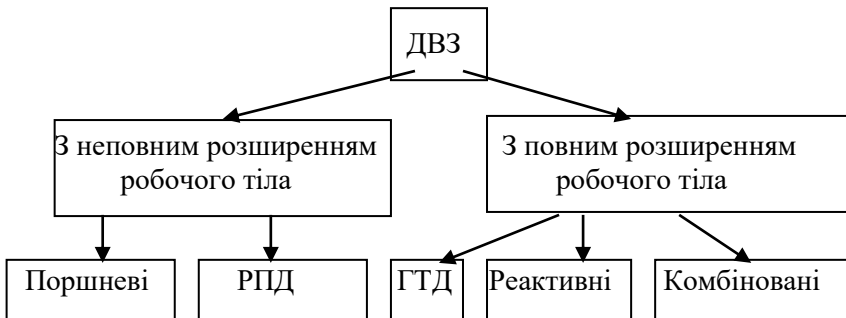 ДВЗ
З неповним розширенням
робочого тіла
З повним розширенням
робочого тіла
Поршневі
РПД
ГТД
Реактивні
Комбіновані